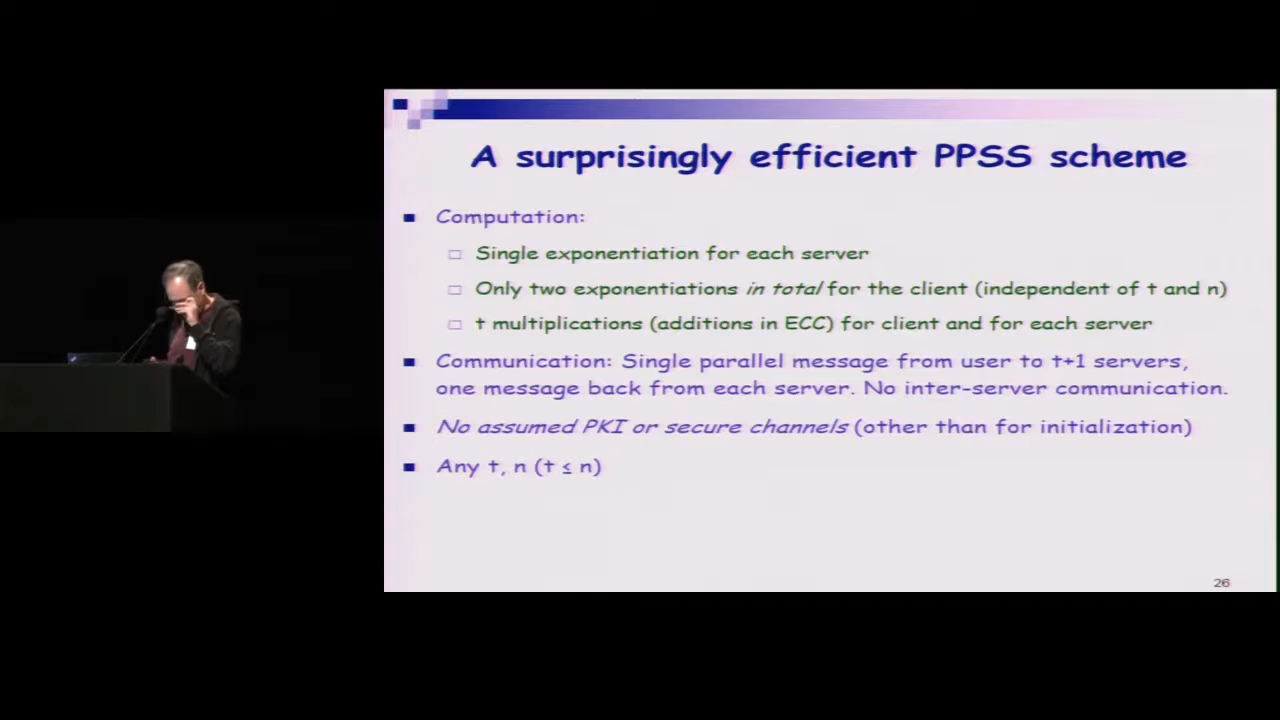 A surprisingly efficient PPSS scheme
Computation:
Single exponentiation for each server
Only two exponentiations in total for the client (independent of t and n)
t multiplications (additions in ECC) for client and for each server
Communication: Single parallel message from user to t+1 servers,
one message back from each server. No inter-server communication.
No assumed PKI or secure channels (other than for initialization)
Any t, n (t ≤ n)
26